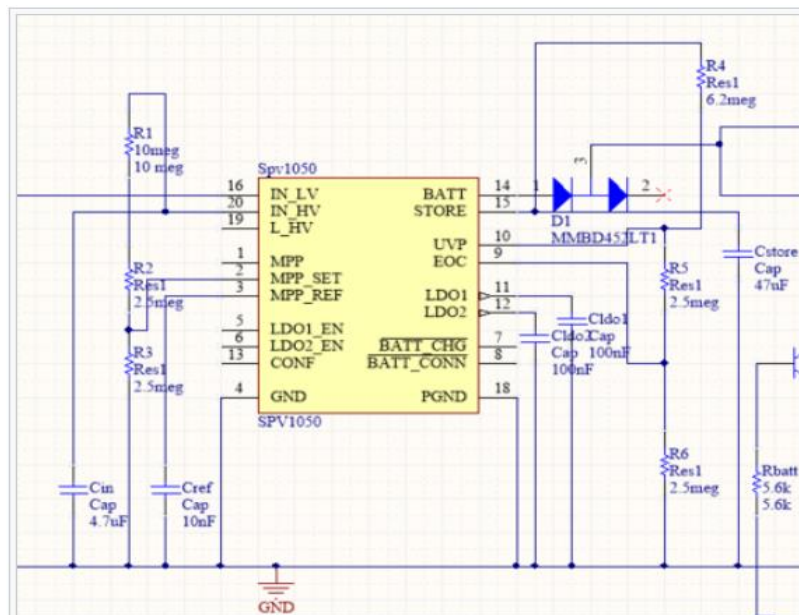 R4
Res1
6.2meg
R1
10meg
10 meg
3
Spv1050
16
IN_LV
BATT
14
1
2
20
IN_HV
STORE
15
19
L_HV
D1
UVP
10
MMBD452LT1
1
MPP
EOC
9
Cstore
Cap
47uF
R2
Res1
2.5meg
2
MPP_SET
3
MPP_REF
LDO1
11
R5
Res1
2.5meg
LDO2
12
5
LDO1_EN
Cldo1
Cap
100nF
6
LDO2_EN
BATT_CHG
7
Cap
100nF
13
CONF
BATT_CONN
8
R3
Res1
2.5meg
4
GND
PGND
18
SPV1050
R6
Res1
2.5meg
Rbatt
5.6k
5.6k
Cin
Cap
4.7uF
Cref
Cap
10nF
GND